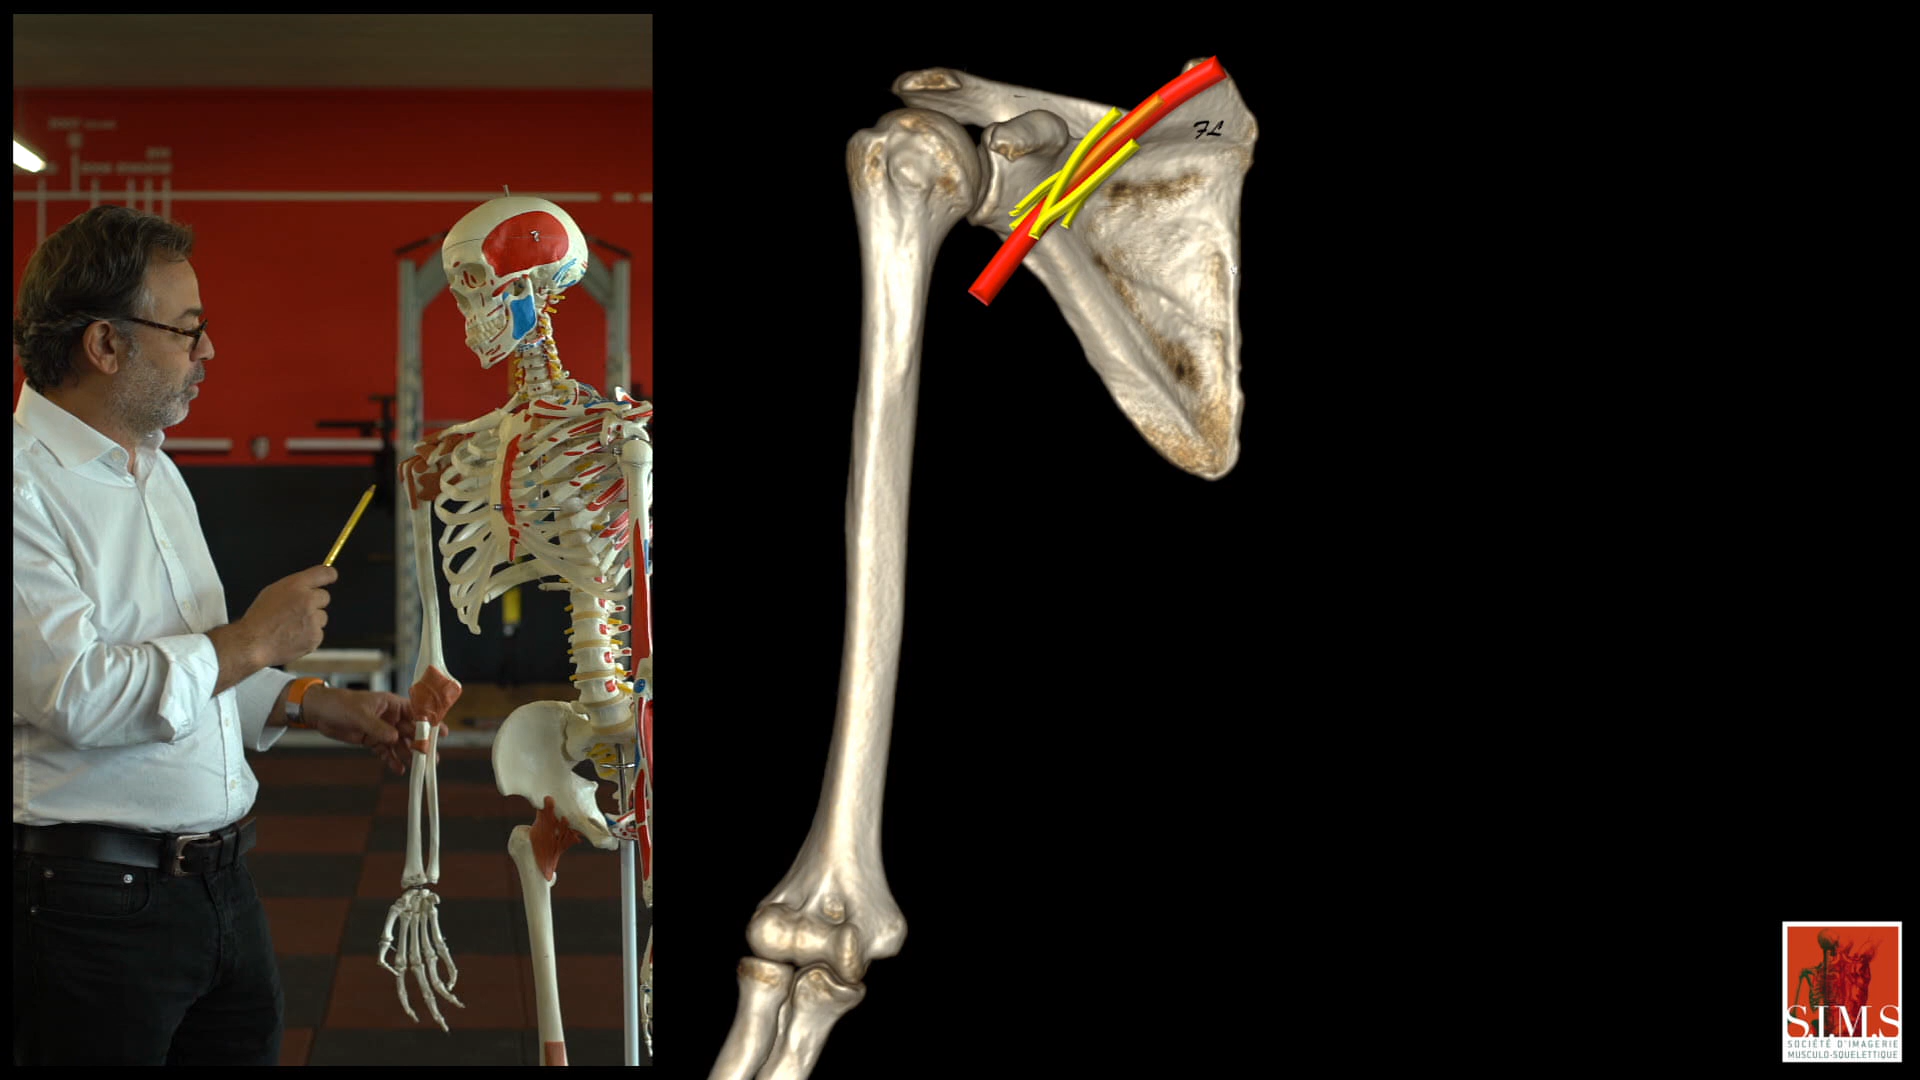 FL
S.I.M.S
SOCIÉTÉ D'IMAGERIE
MUSCULO-SQUELETTIQUE